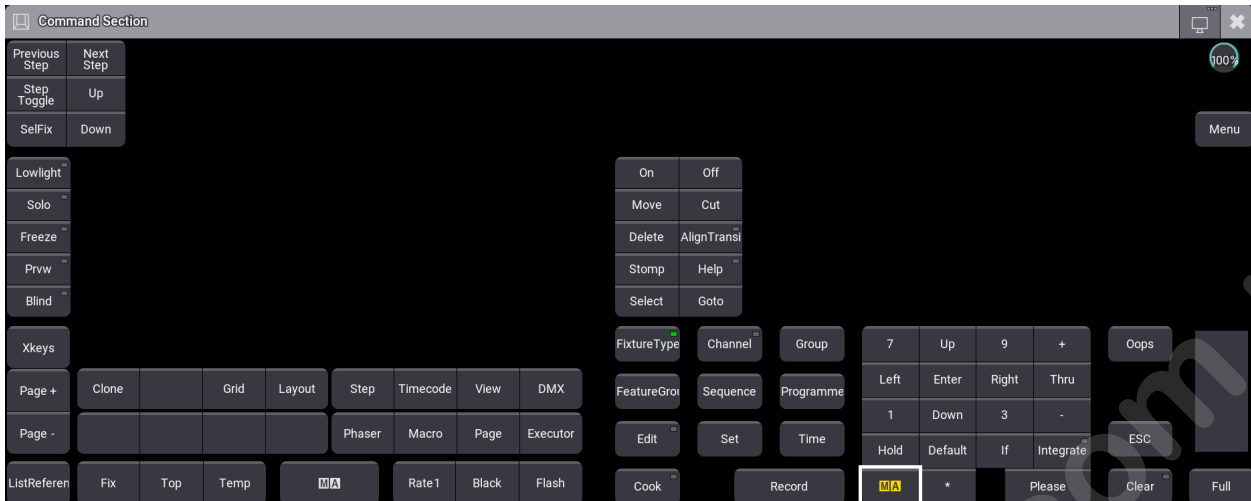 Command Section
Previous Step Next Step
100%
Step Toggle Up
SelFix Down Menu
Lowlight On Off
Solo Move Cut
Freeze Delete AlignTransi
Prvw Stomp Help
Blind Select Goto
Xkeys FixtureType Channel Group 7 Up 9 + Oops
Page + Clone Grid Layout Step Timecode View DMX FeatureGrou Sequence Programme Left Enter Right Thru
1 Down 3 -
Page - Phaser Macro Page Executor Edit Set Time ESC
Hold Default If Integrate
ListReferen Fix Top Temp MA Rate1 Black Flash Cook Record MA * Please Clear Full
com